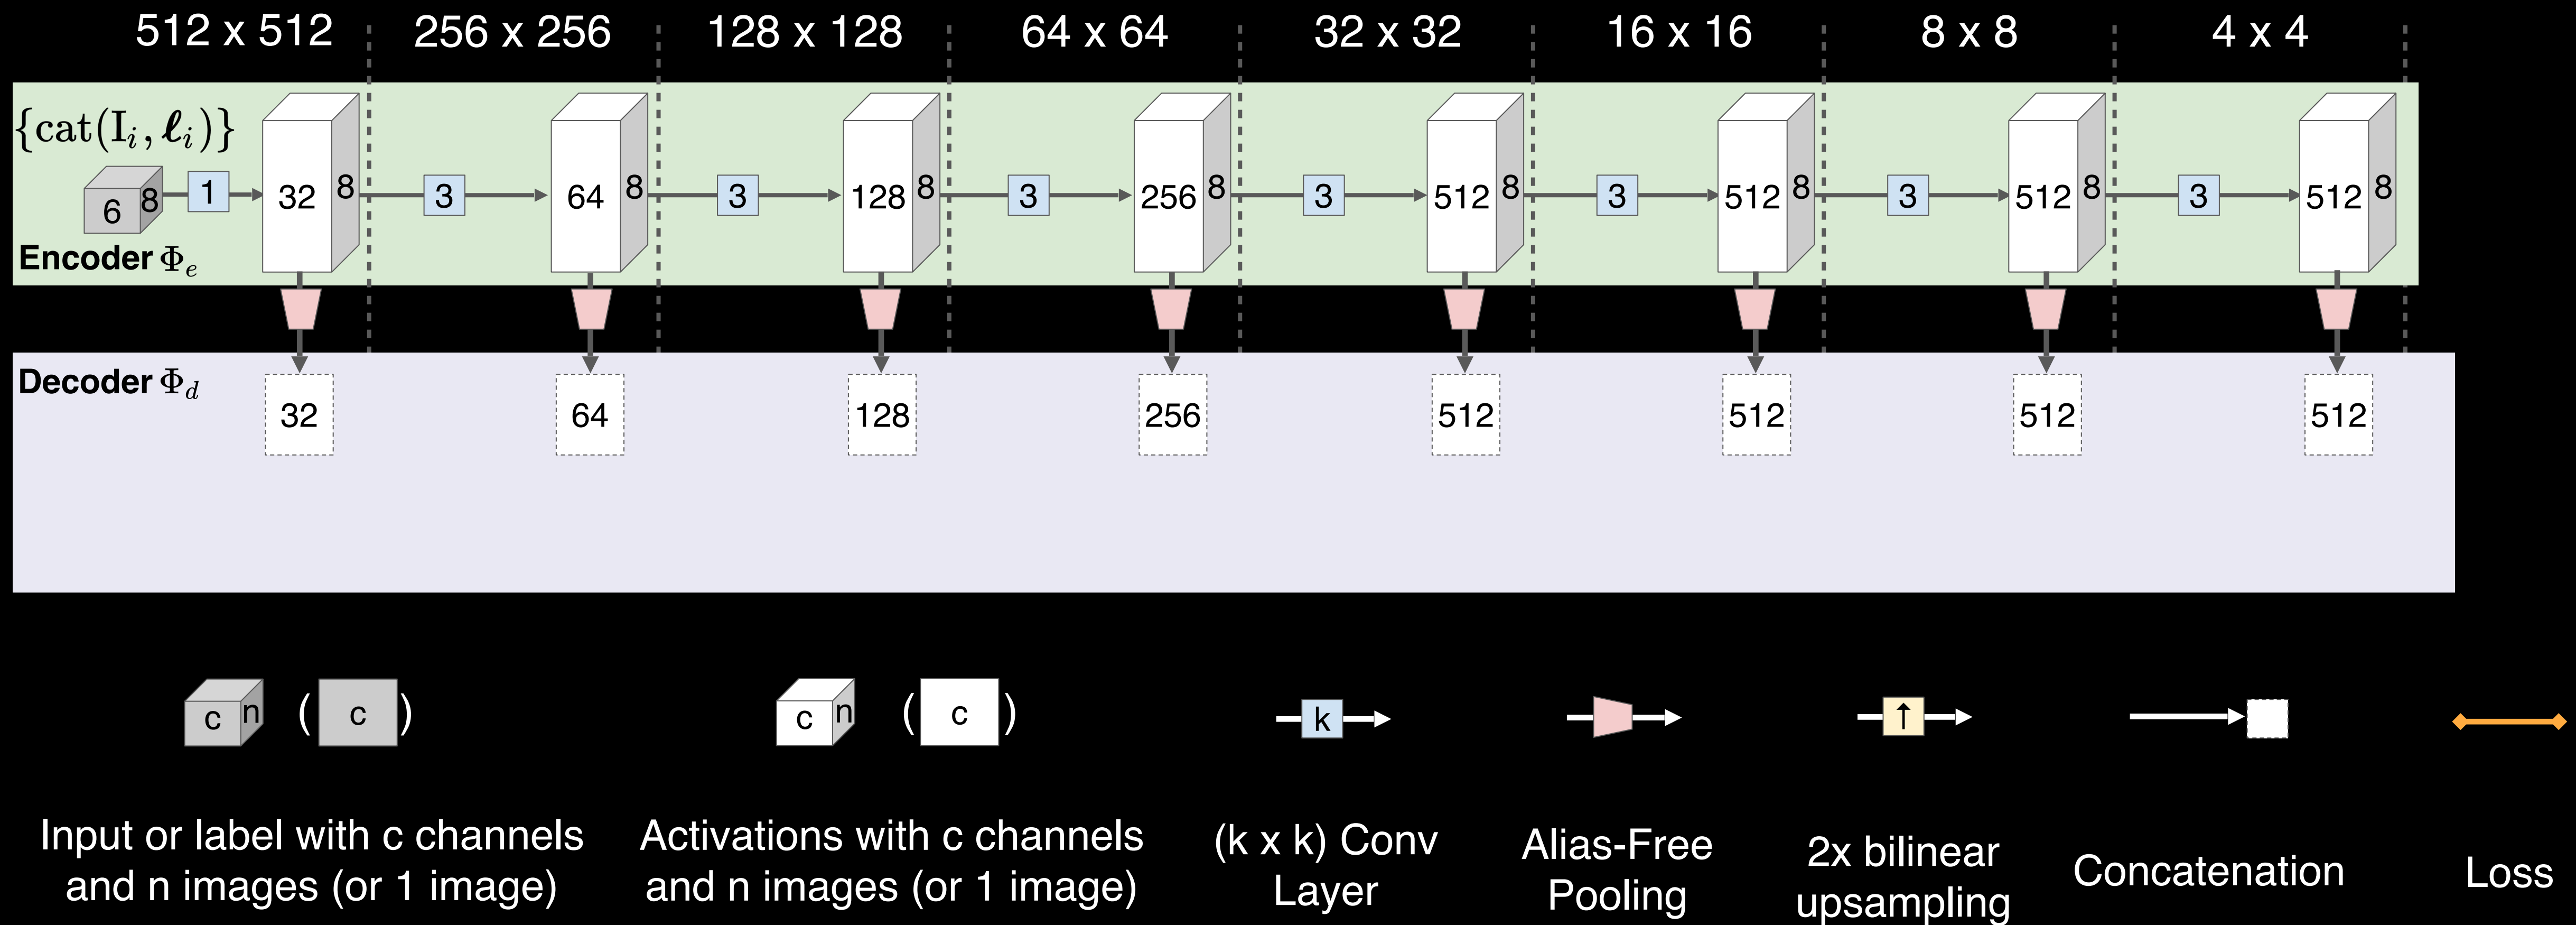 512 x 512 256 x 256 128 x 128 64 x 64 32 x 32 16 x 16 8 x 8 4 x 4
{cat(I_i, ℓ_i)}
6 8 1 32 8 3 64 8 3 128 8 3 256 8 3 512 8 3 512 8 3 512 8 3 512 8
Encoder Φ_e
Decoder Φ_d
32 64 128 256 512 512 512 512
c n ( c ) c n ( c ) k ↑
Input or label with c channels
and n images (or 1 image)
Activations with c channels
and n images (or 1 image)
(k x k) Conv
Layer
Alias-Free
Pooling
2x bilinear
upsampling
Concatenation
Loss